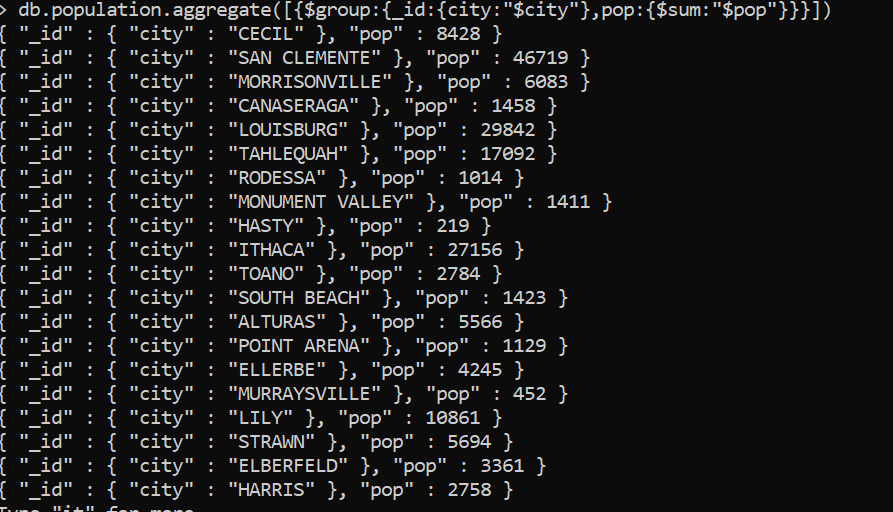 > db.population.aggregate([{$group:{_id:{city:"$city"},pop:{$sum:"$pop"}}}])
{ "_id" : { "city" : "CECIL" }, "pop" : 8428 }
{ "_id" : { "city" : "SAN CLEMENTE" }, "pop" : 46719 }
{ "_id" : { "city" : "MORRISONVILLE" }, "pop" : 6083 }
{ "_id" : { "city" : "CANASERAGA" }, "pop" : 1458 }
{ "_id" : { "city" : "LOUISBURG" }, "pop" : 29842 }
{ "_id" : { "city" : "TAHLEQUAH" }, "pop" : 17092 }
{ "_id" : { "city" : "RODESSA" }, "pop" : 1014 }
{ "_id" : { "city" : "MONUMENT VALLEY" }, "pop" : 1411 }
{ "_id" : { "city" : "HASTY" }, "pop" : 219 }
{ "_id" : { "city" : "ITHACA" }, "pop" : 27156 }
{ "_id" : { "city" : "TOANO" }, "pop" : 2784 }
{ "_id" : { "city" : "SOUTH BEACH" }, "pop" : 1423 }
{ "_id" : { "city" : "ALTURAS" }, "pop" : 5566 }
{ "_id" : { "city" : "POINT ARENA" }, "pop" : 1129 }
{ "_id" : { "city" : "ELLERBE" }, "pop" : 4245 }
{ "_id" : { "city" : "MURRAYSVILLE" }, "pop" : 452 }
{ "_id" : { "city" : "LILY" }, "pop" : 10861 }
{ "_id" : { "city" : "STRAWN" }, "pop" : 5694 }
{ "_id" : { "city" : "ELBERFELD" }, "pop" : 3361 }
{ "_id" : { "city" : "HARRIS" }, "pop" : 2758 }
Type "it" for more